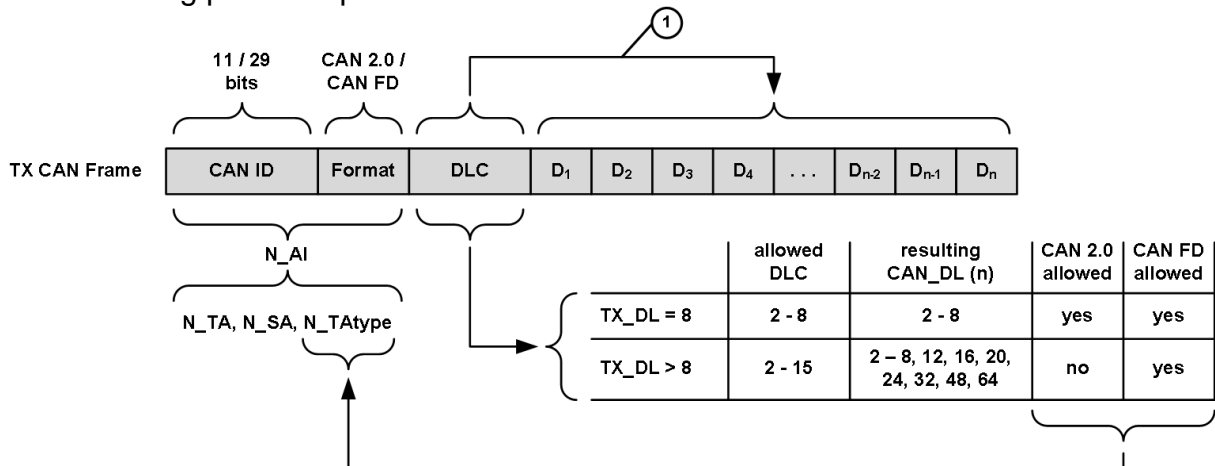 1
11 / 29
bits
CAN 2.0 /
CAN FD
TX CAN Frame
CAN ID
Format
DLC
D1
D2
D3
D4
. . .
Dn-2
Dn-1
Dn
N_AI
N_TA, N_SA, N_TAtype
allowed
DLC
resulting
CAN_DL (n)
CAN 2.0
allowed
CAN FD
allowed
TX_DL = 8
2 - 8
2 - 8
yes
yes
TX_DL > 8
2 - 15
2 – 8, 12, 16, 20,
24, 32, 48, 64
no
yes